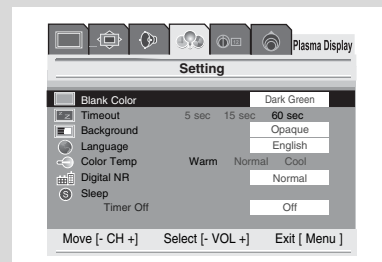 Plasma Display
Setting
Blank Color Dark Green
Timeout 5 sec 15 sec 60 sec
Background Opaque
Language English
Color Temp Warm Normal Cool
Digital NR Normal
Sleep
Timer Off Off
Move [- CH +] Select [- VOL +] Exit [ Menu ]